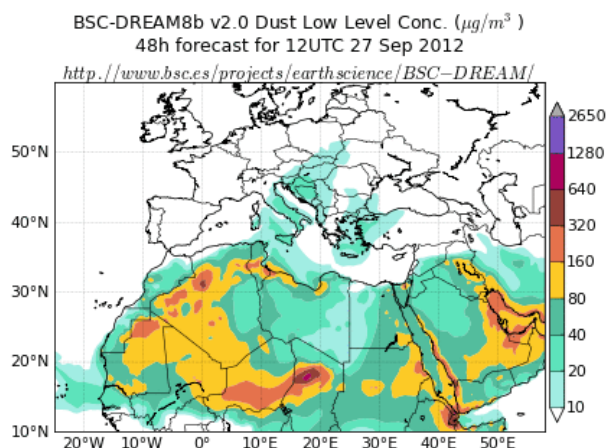 BSC-DREAM8b v2.0 Dust Low Level Conc. (μg/m³ )
48h forecast for 12UTC 27 Sep 2012
http.//www.bsc.es/projects/earthscience/BSC−DREAM/
2650
1280
640
320
160
80
40
20
10
50°N
40°N
30°N
20°N
10°N
20°W 10°W 0° 10°E 20°E 30°E 40°E 50°E